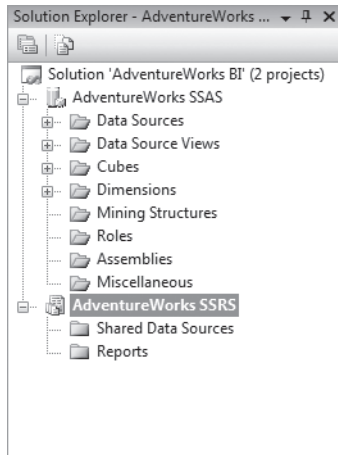 Solution Explorer - AdventureWorks ...
Solution 'AdventureWorks BI' (2 projects)
AdventureWorks SSAS
Data Sources
Data Source Views
Cubes
Dimensions
Mining Structures
Roles
Assemblies
Miscellaneous
AdventureWorks SSRS
Shared Data Sources
Reports